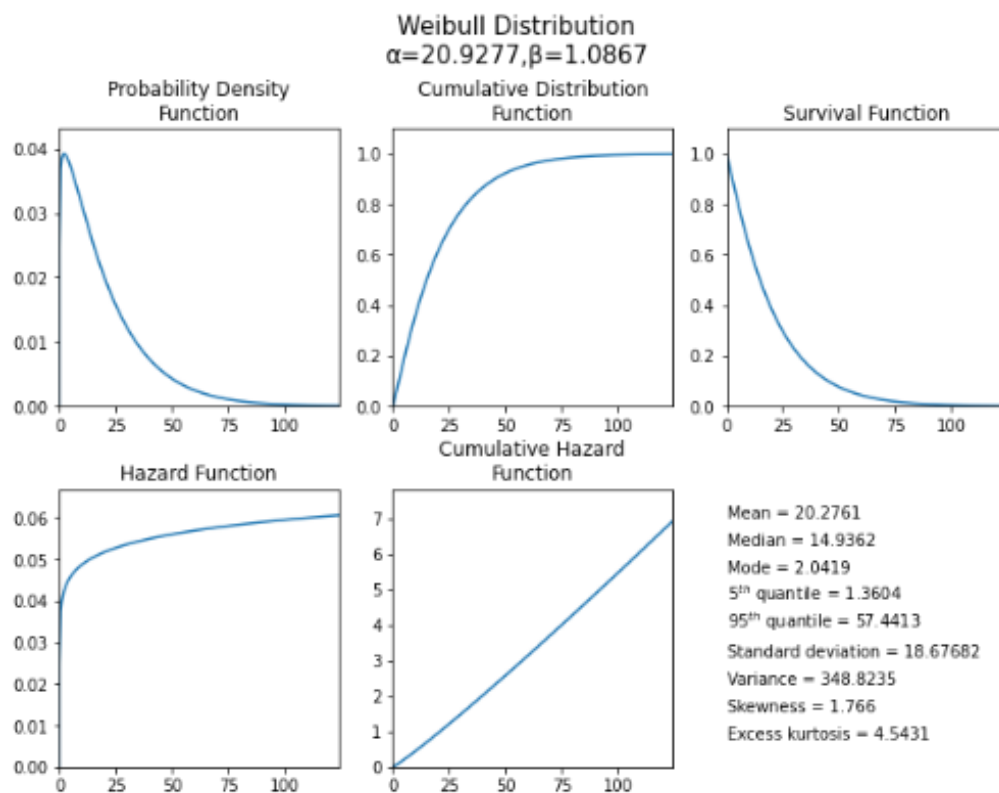 Weibull Distribution
α=20.9277,β=1.0867
Probability Density
Function
0.04
0.03
0.02
0.01
0.00
0 25 50 75 100
Cumulative Distribution
Function
1.0
0.8
0.6
0.4
0.2
0.0
0 25 50 75 100
Survival Function
1.0
0.8
0.6
0.4
0.2
0.0
0 25 50 75 100
Hazard Function
0.06
0.05
0.04
0.03
0.02
0.01
0.00
0 25 50 75 100
Cumulative Hazard
Function
7
6
5
4
3
2
1
0
0 25 50 75 100
Mean = 20.2761
Median = 14.9362
Mode = 2.0419
5th quantile = 1.3604
95th quantile = 57.4413
Standard deviation = 18.67682
Variance = 348.8235
Skewness = 1.766
Excess kurtosis = 4.5431